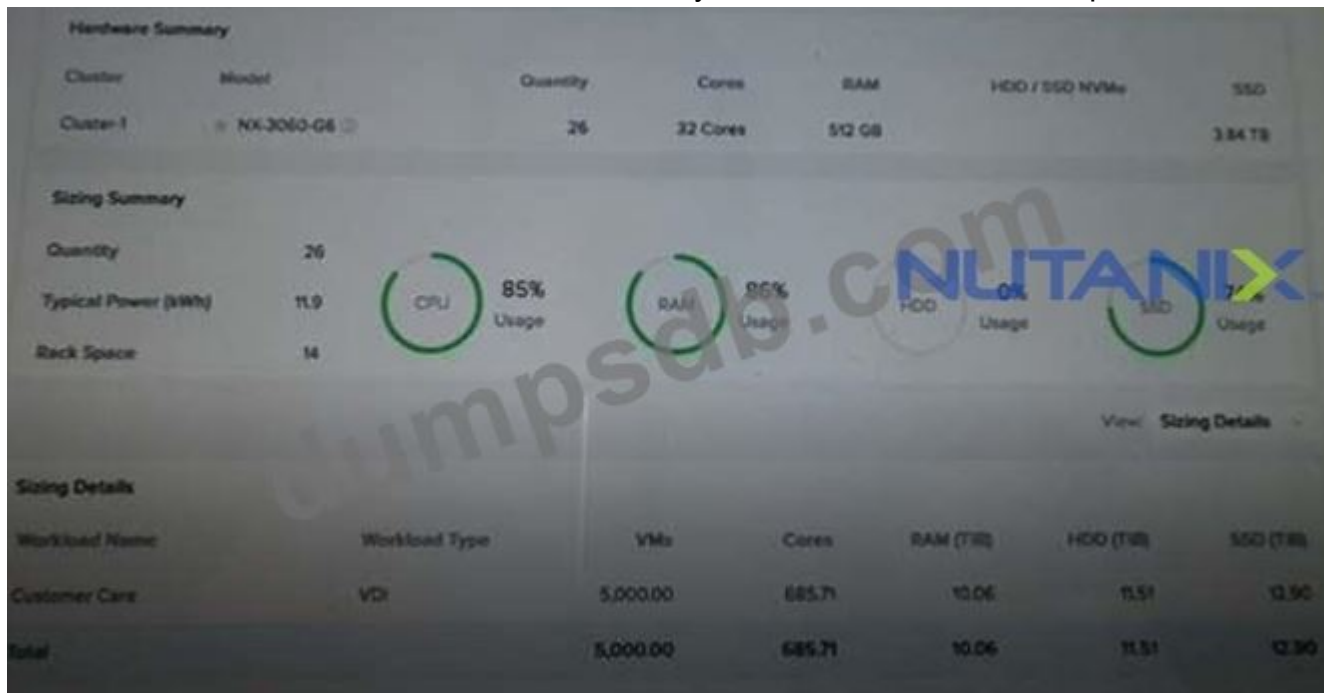 Hardware Summary
Cluster Model Quantity Cores RAM HDD / SSD NVMe SSD
Cluster-1 NX-3060-G6 26 32 Cores 512 GB 3.84 TB
Sizing Summary
Quantity 26
Typical Power (kWh) 11.9
Rack Space 14
CPU 85% Usage
RAM 86% Usage
HDD 0% Usage
SSD Usage
NUTANIX
dumpsdb.com
View: Sizing Details
Sizing Details
Workload Name Workload Type VMs Cores RAM (TiB) HDD (TiB) SSD (TiB)
Customer Care VDI 5,000.00 685.71 10.06 11.51 12.90
Total 5,000.00 685.71 10.06 11.51 12.90